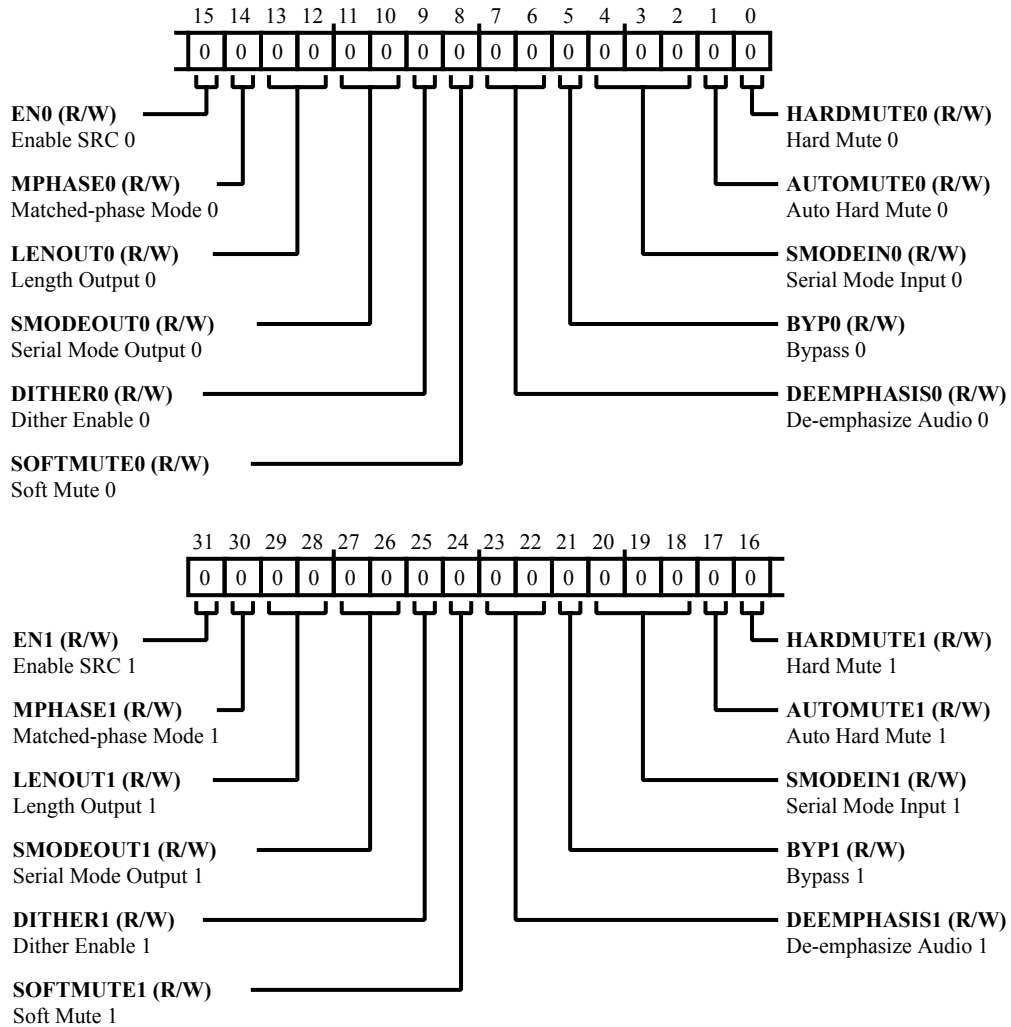 15 14 13 12 11 10 9 8 7 6 5 4 3 2 1 0
0 0 0 0 0 0 0 0 0 0 0 0 0 0 0 0
EN0 (R/W)
Enable SRC 0
MPHASE0 (R/W)
Matched-phase Mode 0
LENOUT0 (R/W)
Length Output 0
SMODEOUT0 (R/W)
Serial Mode Output 0
DITHER0 (R/W)
Dither Enable 0
SOFTMUTE0 (R/W)
Soft Mute 0
HARDMUTE0 (R/W)
Hard Mute 0
AUTOMUTE0 (R/W)
Auto Hard Mute 0
SMODEIN0 (R/W)
Serial Mode Input 0
BYP0 (R/W)
Bypass 0
DEEMPHASIS0 (R/W)
De-emphasize Audio 0
31 30 29 28 27 26 25 24 23 22 21 20 19 18 17 16
0 0 0 0 0 0 0 0 0 0 0 0 0 0 0 0
EN1 (R/W)
Enable SRC 1
MPHASE1 (R/W)
Matched-phase Mode 1
LENOUT1 (R/W)
Length Output 1
SMODEOUT1 (R/W)
Serial Mode Output 1
DITHER1 (R/W)
Dither Enable 1
SOFTMUTE1 (R/W)
Soft Mute 1
HARDMUTE1 (R/W)
Hard Mute 1
AUTOMUTE1 (R/W)
Auto Hard Mute 1
SMODEIN1 (R/W)
Serial Mode Input 1
BYP1 (R/W)
Bypass 1
DEEMPHASIS1 (R/W)
De-emphasize Audio 1